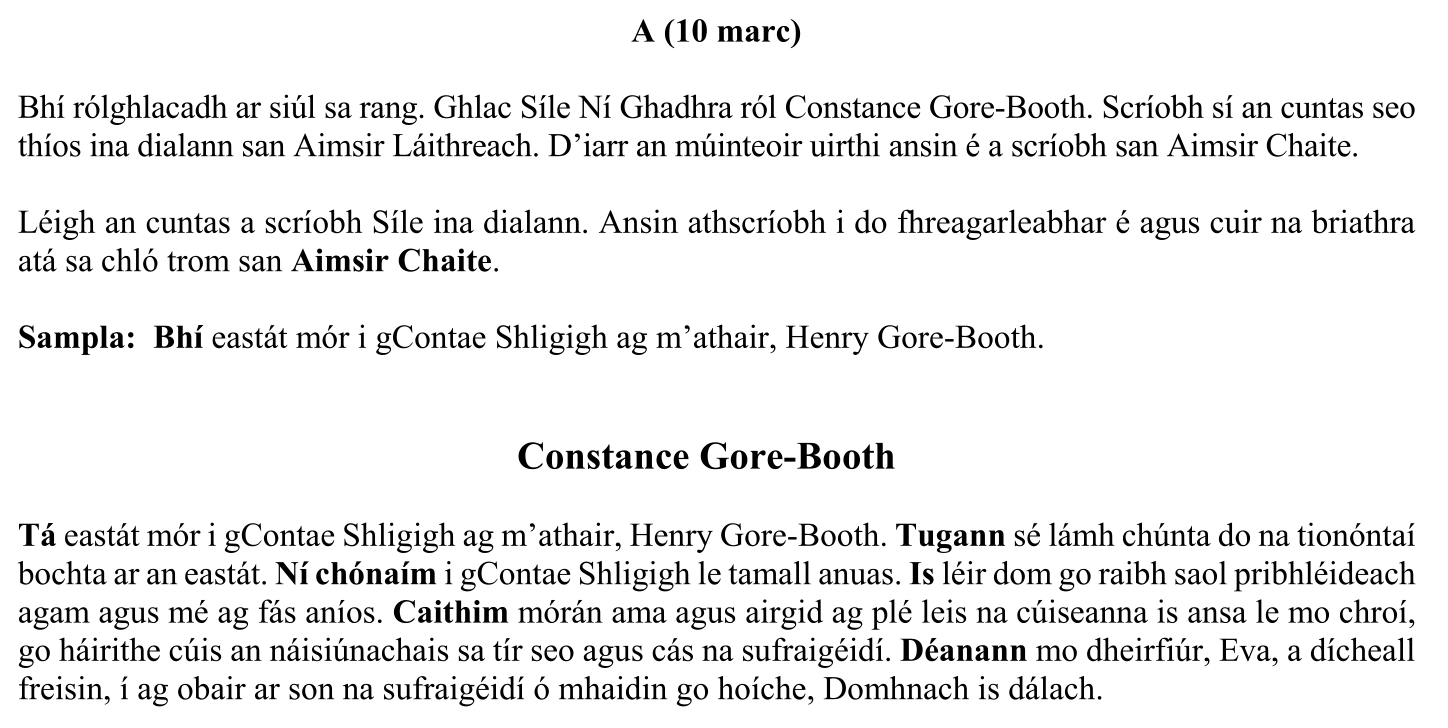 A (10 marc)
Bhí rólghlacadh ar siúl sa rang. Ghlac Síle Ní Ghadhra ról Constance Gore-Booth. Scríobh sí an cuntas seo
thíos ina dialann san Aimsir Láithreach. D’iarr an múinteoir uirthi ansin é a scríobh san Aimsir Chaite.
Léigh an cuntas a scríobh Síle ina dialann. Ansin athscríobh i do fhreagarleabhar é agus cuir na briathra
atá sa chló trom san Aimsir Chaite.
Sampla: Bhí eastát mór i gContae Shligigh ag m’athair, Henry Gore-Booth.
Constance Gore-Booth
Tá eastát mór i gContae Shligigh ag m’athair, Henry Gore-Booth. Tugann sé lámh chúnta do na tionóntaí
bochta ar an eastát. Ní chónaím i gContae Shligigh le tamall anuas. Is léir dom go raibh saol pribhléideach
agam agus mé ag fás aníos. Caithim mórán ama agus airgid ag plé leis na cúiseanna is ansa le mo chroí,
go háirithe cúis an náisiúnachais sa tír seo agus cás na sufraigéidí. Déanann mo dheirfiúr, Eva, a dícheall
freisin, í ag obair ar son na sufraigéidí ó mhaidin go hoíche, Domhnach is dálach.